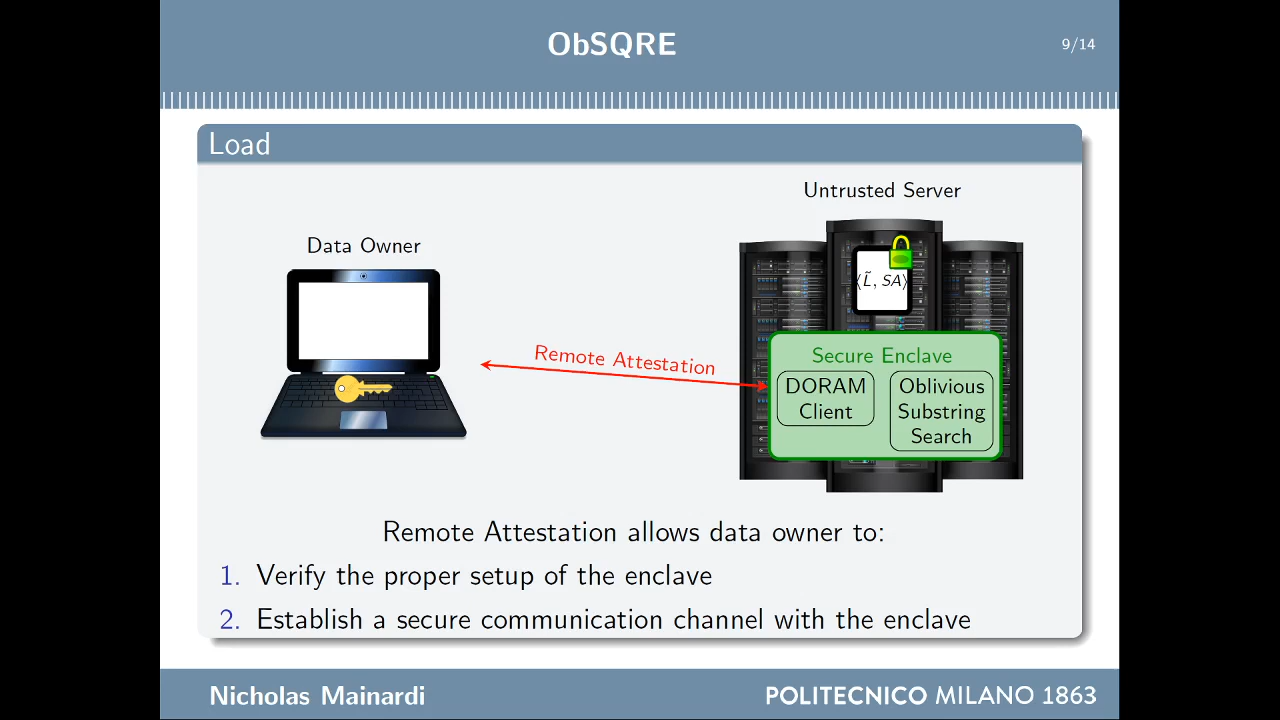 ObSQRE
9/14
Load
Untrusted Server
Data Owner
⟨L̃, SA⟩
Remote Attestation
Secure Enclave
DORAM
Client
Oblivious
Substring
Search
Remote Attestation allows data owner to:
1. Verify the proper setup of the enclave
2. Establish a secure communication channel with the enclave
Nicholas Mainardi
POLITECNICO MILANO 1863